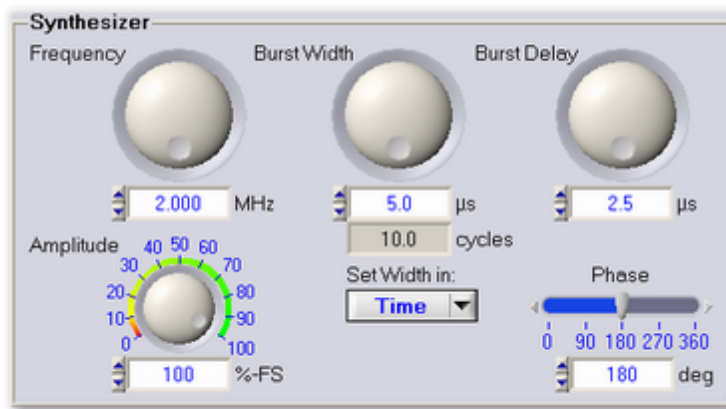 Synthesizer
Frequency
Burst Width
Burst Delay
2.000 MHz
5.0 µs
2.5 µs
10.0 cycles
Amplitude
0 10 20 30 40 50 60 70 80 90 100
100 %-FS
Set Width in:
Time
Phase
0 90 180 270 360
180 deg